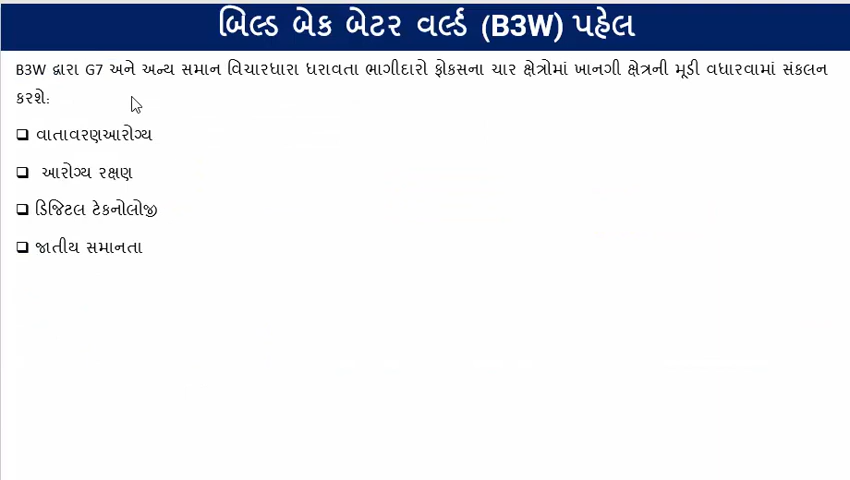 બિલ્ડ બેક બેટર વર્લ્ડ (B3W) પહેલ
B3W દ્વારા G7 અને અન્ય સમાન વિચારધારા ધરાવતા ભાગીદારો ફોકસના ચાર ક્ષેત્રોમાં ખાનગી ક્ષેત્રની મૂડી વધારવામાં સંકલન
કરશે:
❑ વાતાવરણઆરોગ્ય
❑ આરોગ્ય રક્ષણ
❑ ડિજિટલ ટેકનોલોજી
❑ જાતીય સમાનતા